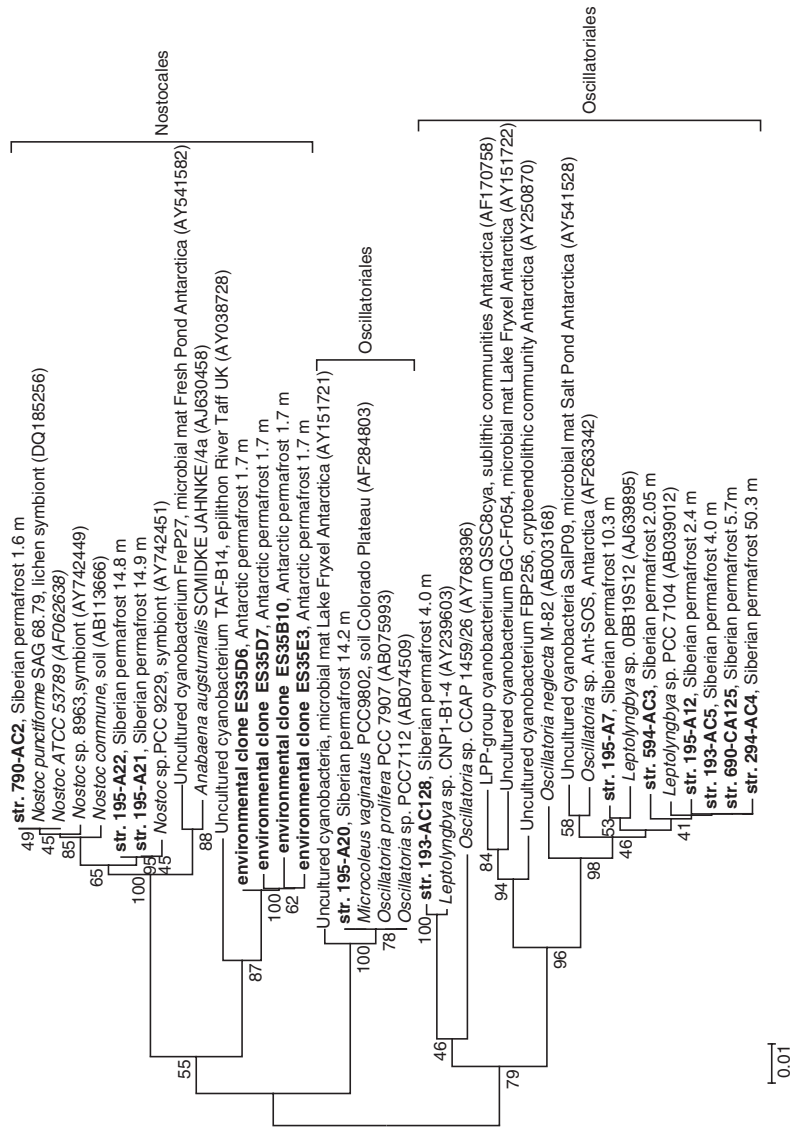 str. 790-AC2, Siberian permafrost 1.6 m
Nostoc punctiforme SAG 68.79, lichen symbiont (DQ185256)
Nostoc ATCC 53789 (AF062638)
Nostoc sp. 8963,symbiont (AY742449)
Nostoc commune, soil (AB113666)
str. 195-A22, Siberian permafrost 14.8 m
str. 195-A21, Siberian permafrost 14.9 m
Nostoc sp.PCC 9229, symbiont (AY742451)
Uncultured cyanobacterium FreP27, microbial mat Fresh Pond Antarctica (AY541582)
Anabaena augstumalis SCMIDKE JAHNKE/4a (AJ630458)
Uncultured cyanobacterium TAF-B14, epilithon River Taff UK (AY038728)
environmental clone ES35D6, Antarctic permafrost 1.7 m
environmental clone ES35D7, Antarctic permafrost 1.7 m
environmental clone ES35B10, Antarctic permafrost 1.7 m
environmental clone ES35E3, Antarctic permafrost 1.7 m
Uncultured cyanobacteria, microbial mat Lake Fryxel Antarctica (AY151721)
str. 195-A20, Siberian permafrost 14.2 m
Microcoleus vaginatus PCC9802, soil Colorado Plateau (AF284803)
Oscillatoria prolifera PCC 7907 (AB075993)
Oscillatoria sp. PCC7112 (AB074509)
str. 193-AC128, Siberian permafrost 4.0 m
Leptolyngbya sp. CNP1-B1-4 (AY239603)
Oscillatoria sp. CCAP 1459/26 (AY768396)
LPP-group cyanobacterium QSSC8cya, sublithic communities Antarctica (AF170758)
Uncultured cyanobacterium BGC-Fr054, microbial mat Lake Fryxel Antarctica (AY151722)
Uncultured cyanobacterium FBP256, cryptoendolithic community Antarctica (AY250870)
Oscillatoria neglecta M-82 (AB003168)
Uncultured cyanobacteria SalP09, microbial mat Salt Pond Antarctica (AY541528)
Oscillatoria sp. Ant-SOS, Antarctica (AF263342)
str. 195-A7, Siberian permafrost 10.3 m
Leptolyngbya sp. 0BB19S12 (AJ639895)
str. 594-AC3, Siberian permafrost 2.05 m
Leptolyngbya sp. PCC 7104 (AB039012)
str. 195-A12, Siberian permafrost 2.4 m
str. 193-AC5, Siberian permafrost 4.0 m
str. 690-CA125, Siberian permafrost 5.7m
str. 294-AC4, Siberian permafrost 50.3 m
Nostocales
Oscillatoriales
Oscillatoriales
49
45
85
65
95
45
100
88
55
87
100
62
100
78
100
46
79
84
94
96
58
98
53
46
41
0.01